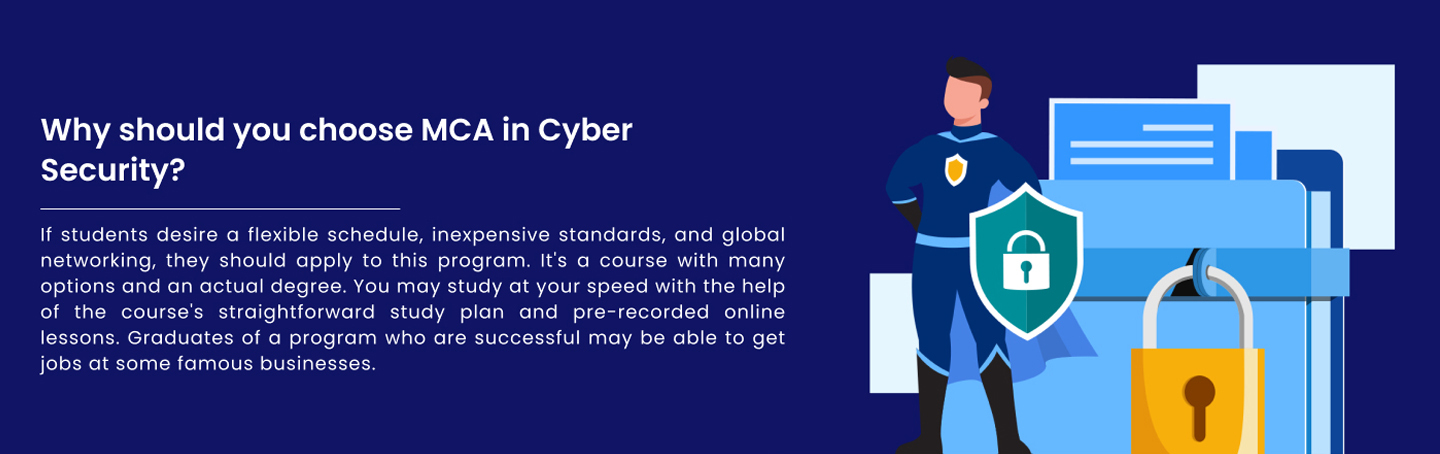 Why should you choose MCA in Cyber
Security?
If students desire a flexible schedule, inexpensive standards, and global
networking, they should apply to this program. It's a course with many
options and an actual degree. You may study at your speed with the help
of the course's straightforward study plan and pre-recorded online
lessons. Graduates of a program who are successful may be able to get
jobs at some famous businesses.